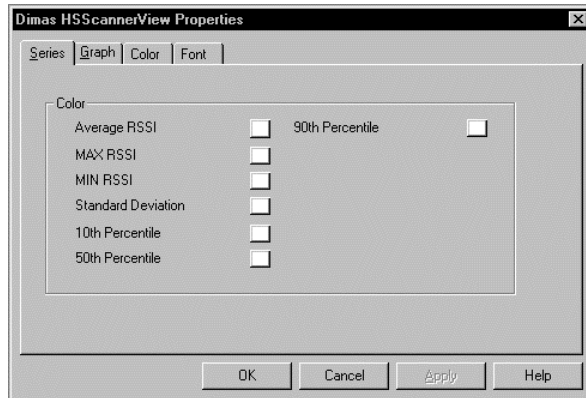 Dimas HSScannerView Properties
Series Graph Color Font
Color
Average RSSI 90th Percentile
MAX RSSI
MIN RSSI
Standard Deviation
10th Percentile
50th Percentile
OK Cancel Apply Help